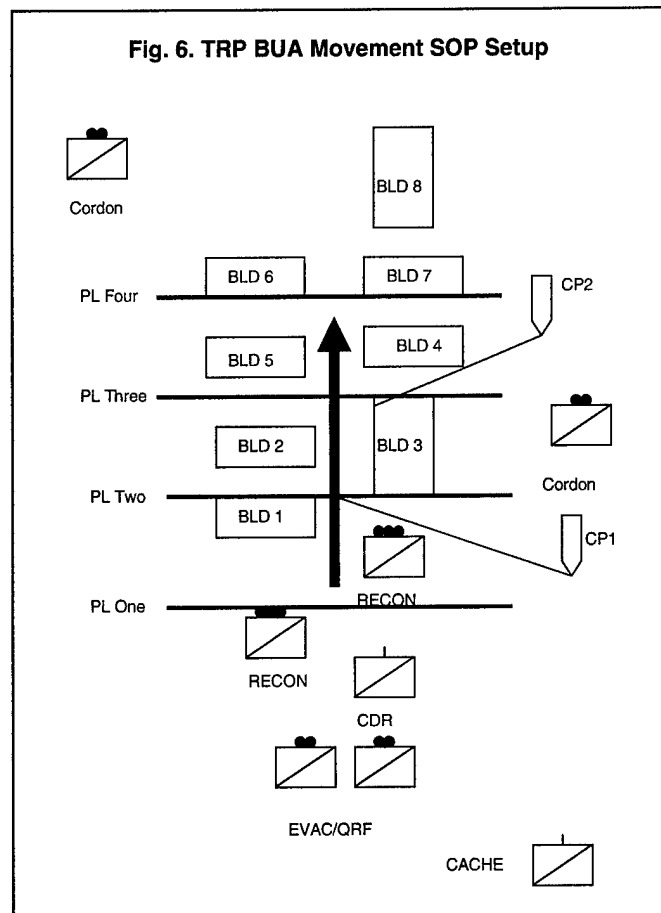 Fig. 6. TRP BUA Movement SOP Setup
BLD 8
Cordon
BLD 6
BLD 7
CP2
PL Four
BLD 5
BLD 4
PL Three
BLD 2
BLD 3
Cordon
PL Two
BLD 1
CP1
RECON
PL One
RECON
CDR
EVAC/QRF
CACHE